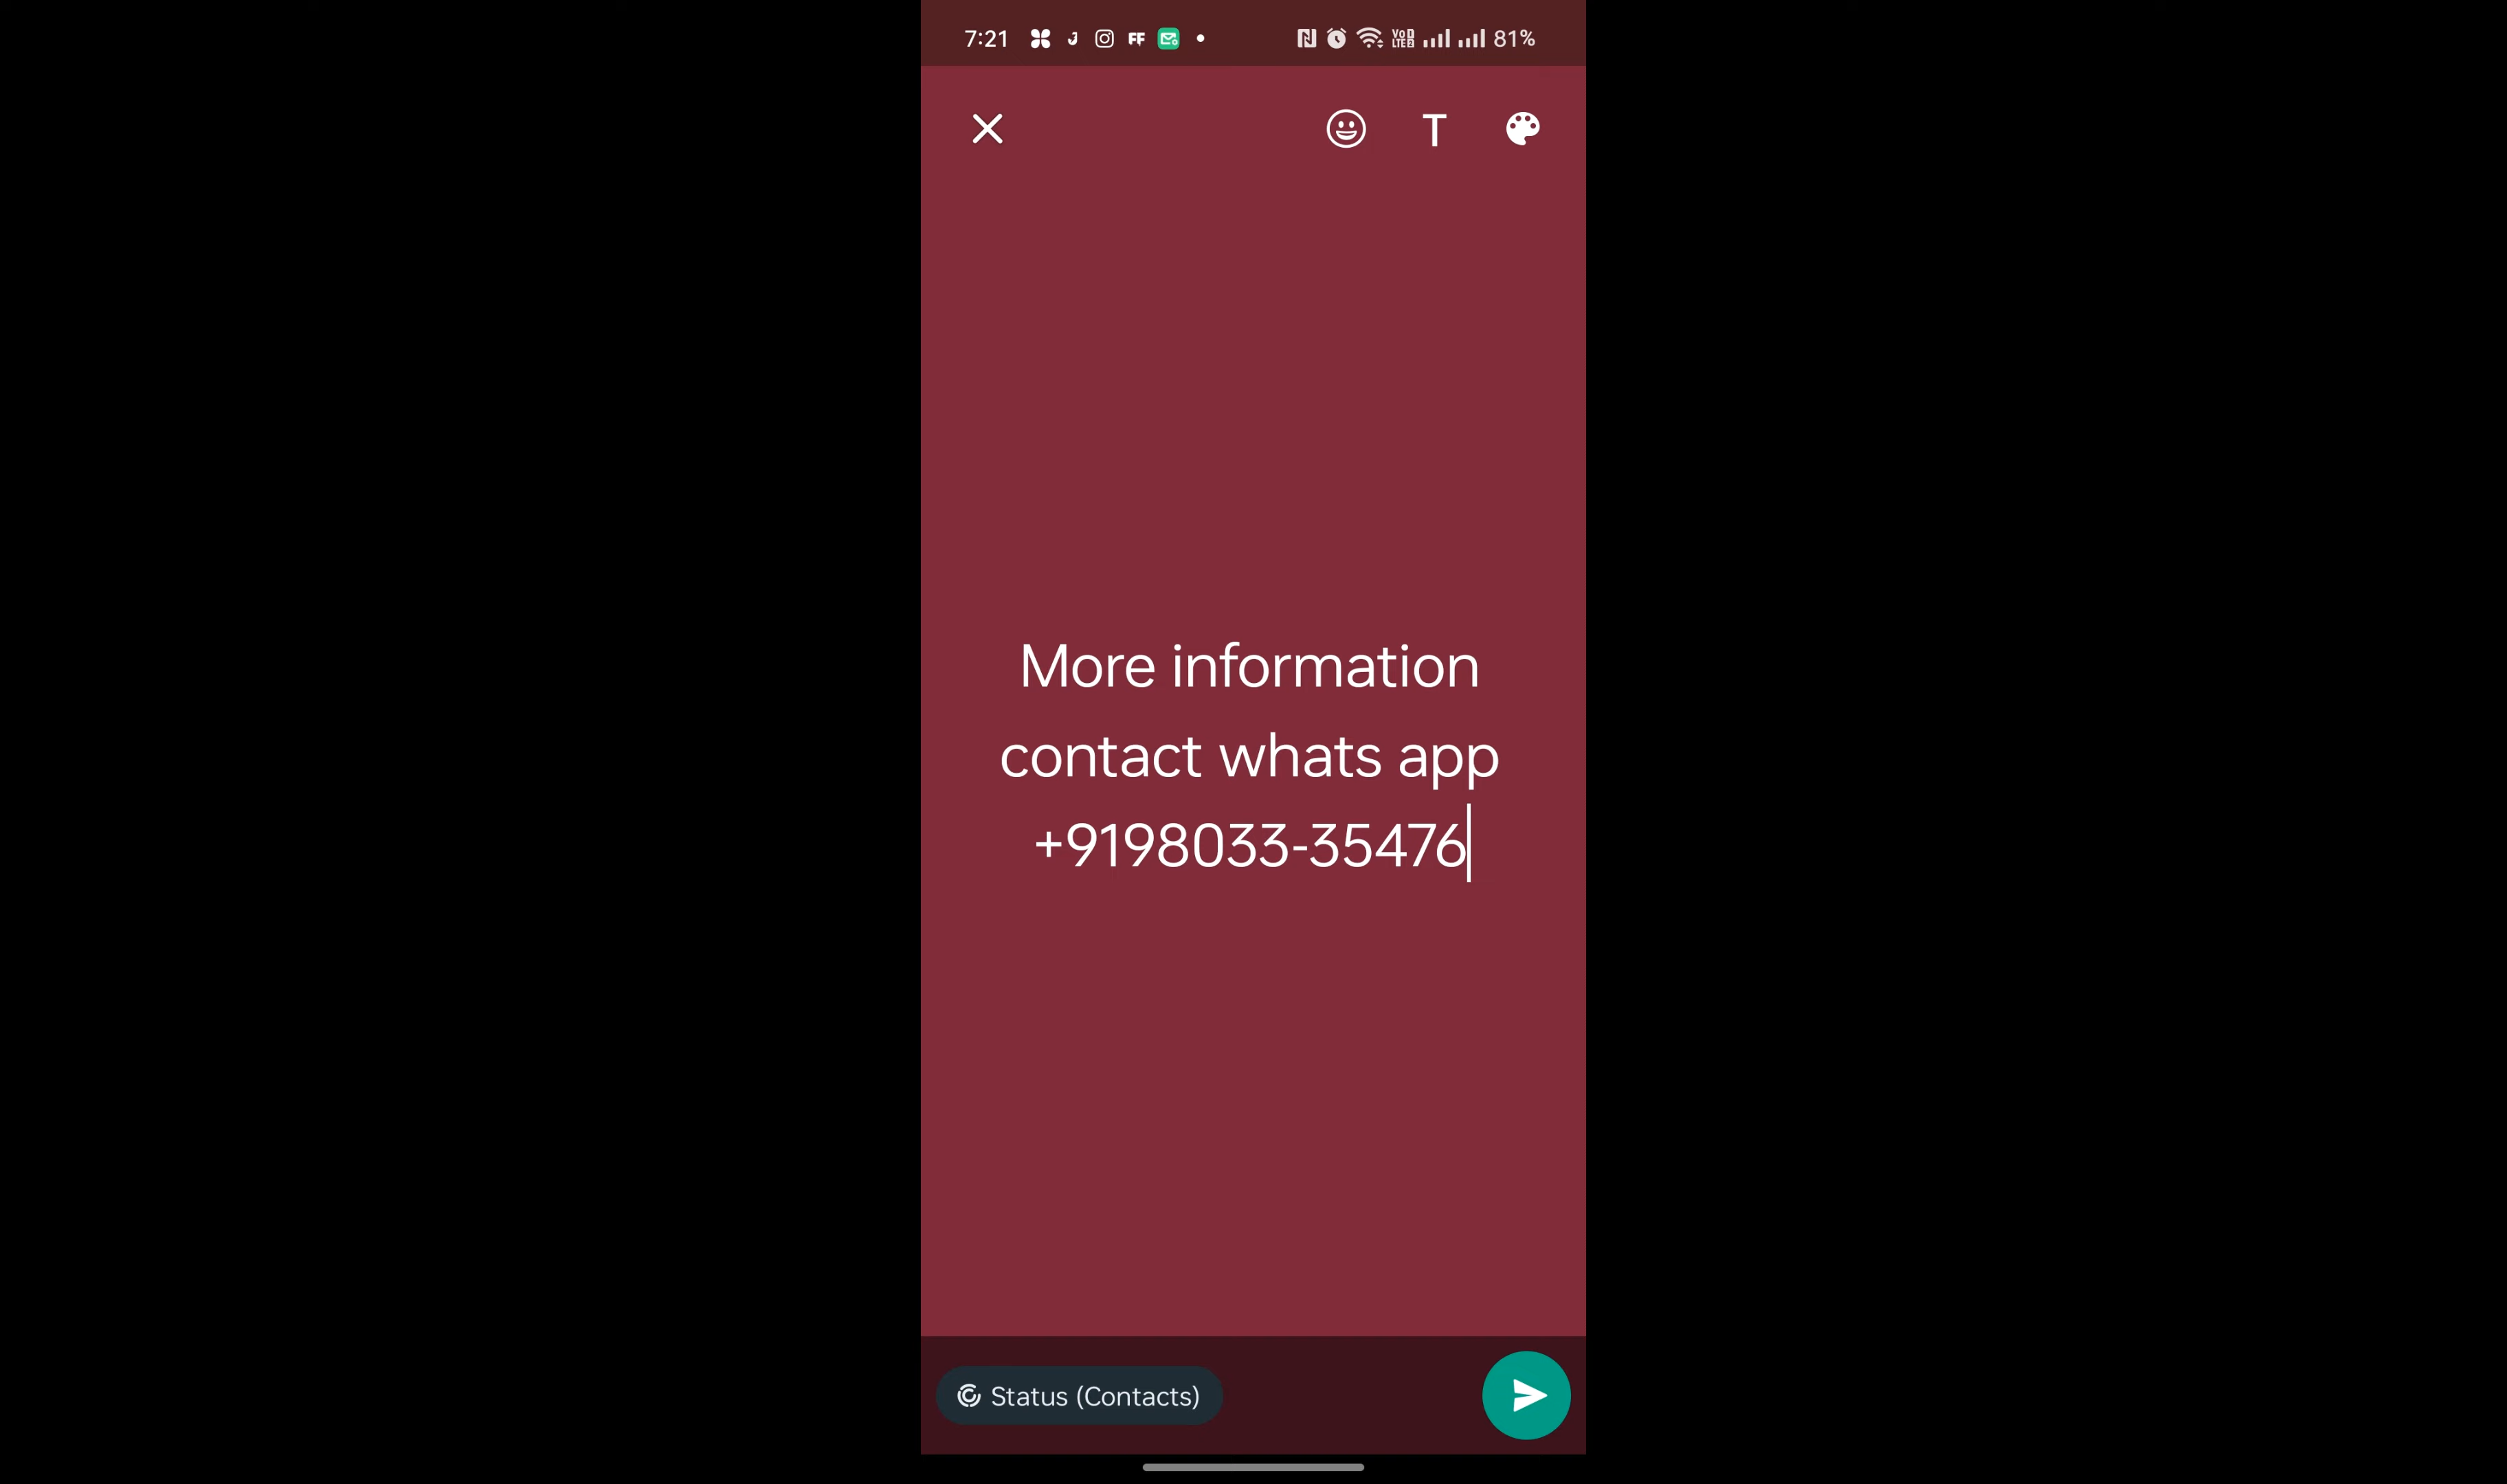 7:21 81%
T
More information
contact whats app
+9198033-35476
Status (Contacts)